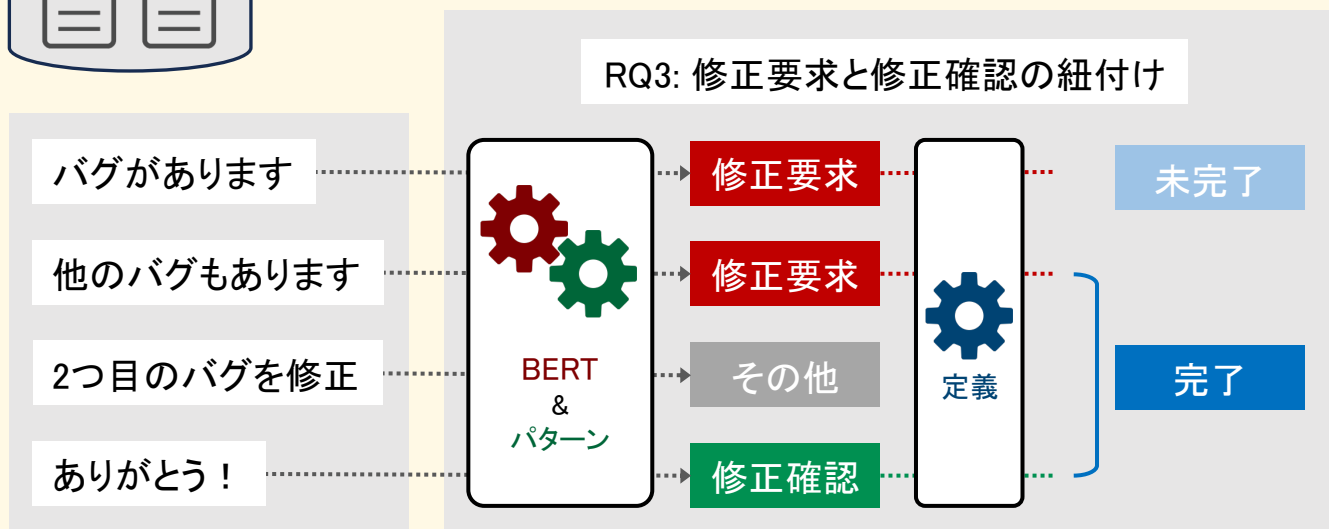 RQ3: 修正要求と修正確認の紐付け
バグがあります
他のバグもあります
2つ目のバグを修正
ありがとう！
BERT
&
パターン
修正要求
修正要求
その他
修正確認
定義
未完了
完了